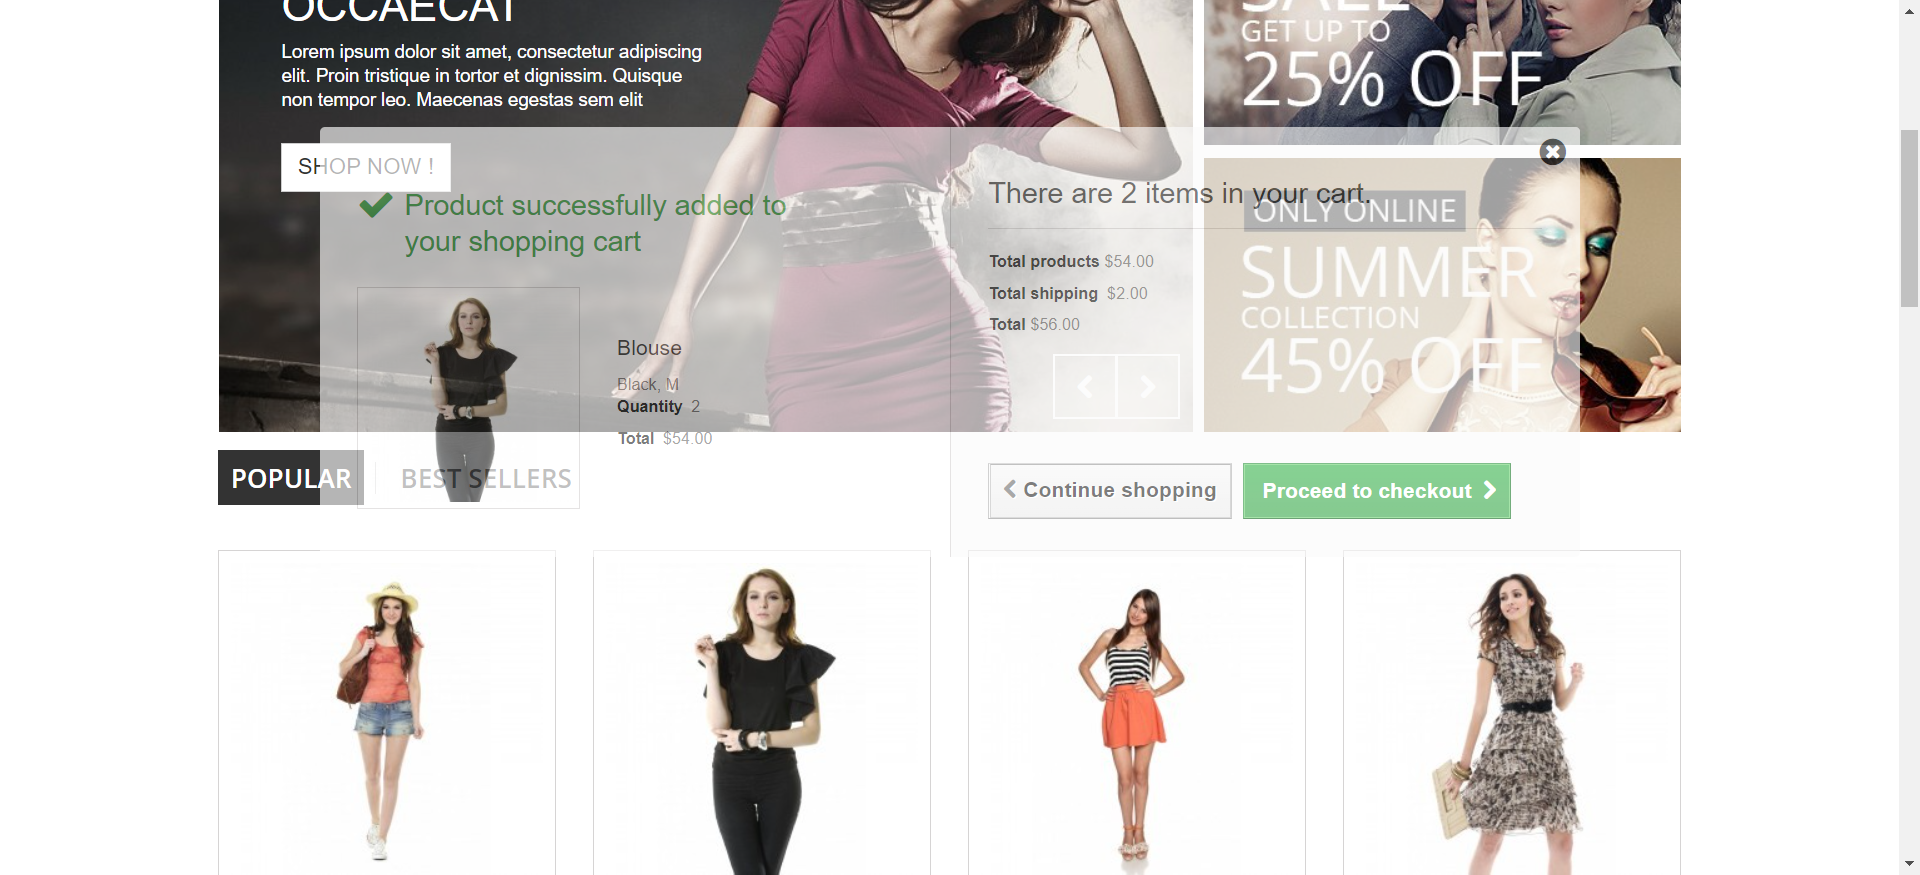 OCCAECAT
Lorem ipsum dolor sit amet, consectetur adipiscing
elit. Proin tristique in tortor et dignissim. Quisque
non tempor leo. Maecenas egestas sem elit
SHOP NOW !
SALE
GET UP TO
25% OFF
Product successfully added to
your shopping cart
Blouse
Black, M
Quantity 2
Total $54.00
There are 2 items in your cart.
Total products $54.00
Total shipping $2.00
Total $56.00
Continue shopping
Proceed to checkout
ONLY ONLINE
SUMMER
COLLECTION
45% OFF
POPULAR
BEST SELLERS